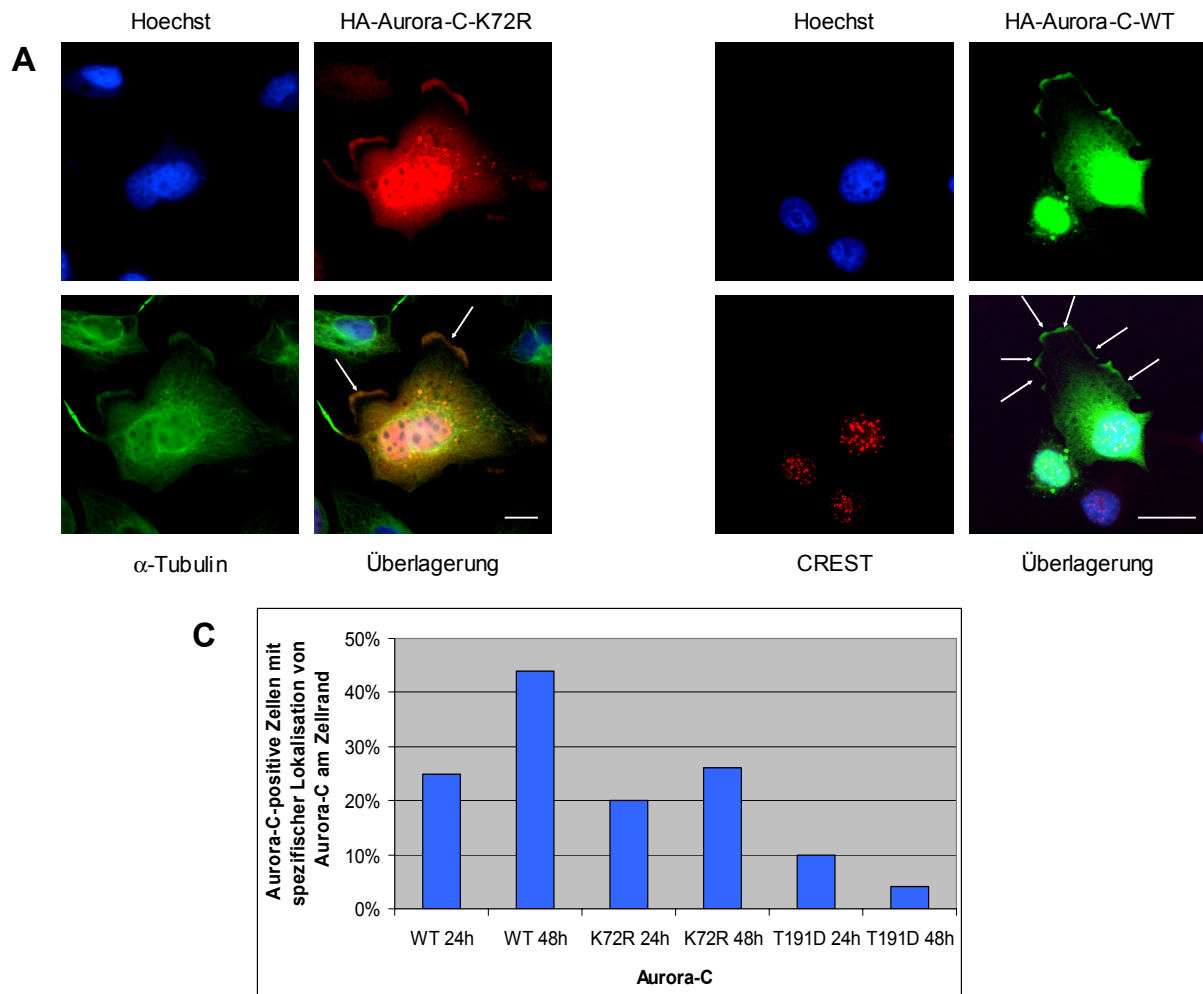 Hoechst HA-Aurora-C-K72R Hoechst HA-Aurora-C-WT
A
α-Tubulin Überlagerung CREST Überlagerung
C
Aurora-C-positive Zellen mit
spezifischer Lokalisation von
Aurora-C am Zellrand
50%
40%
30%
20%
10%
0%
WT 24h WT 48h K72R 24h K72R 48h T191D 24h T191D 48h
Aurora-C